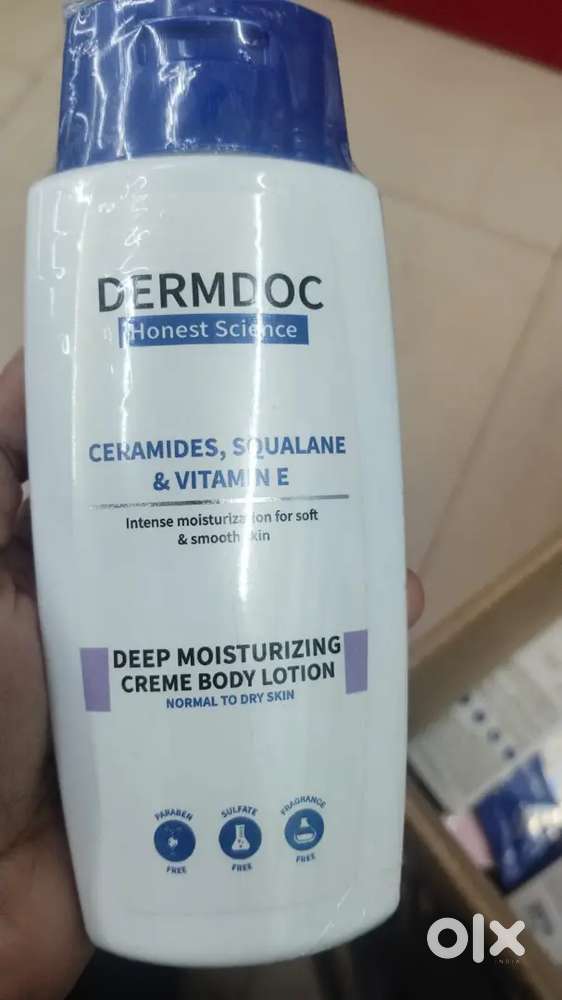 DERMDOC
Honest Science
CERAMIDES, SQUALANE
& VITAMIN E
Intense moisturization for soft
& smooth skin
DEEP MOISTURIZING
CREME BODY LOTION
NORMAL TO DRY SKIN
PARABEN
FREE
SULFATE
FREE
FRAGRANCE
FREE
olx
INDIA